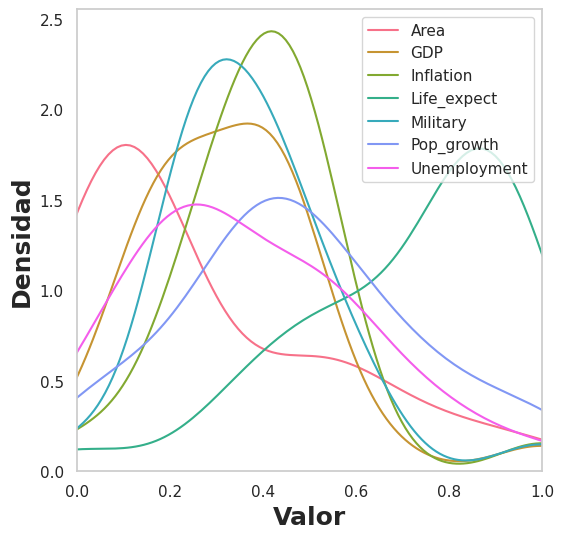 2.5
2.0
1.5
1.0
0.5
0.0
Densidad
Area
GDP
Inflation
Life_expect
Military
Pop_growth
Unemployment
0.0 0.2 0.4 0.6 0.8 1.0
Valor